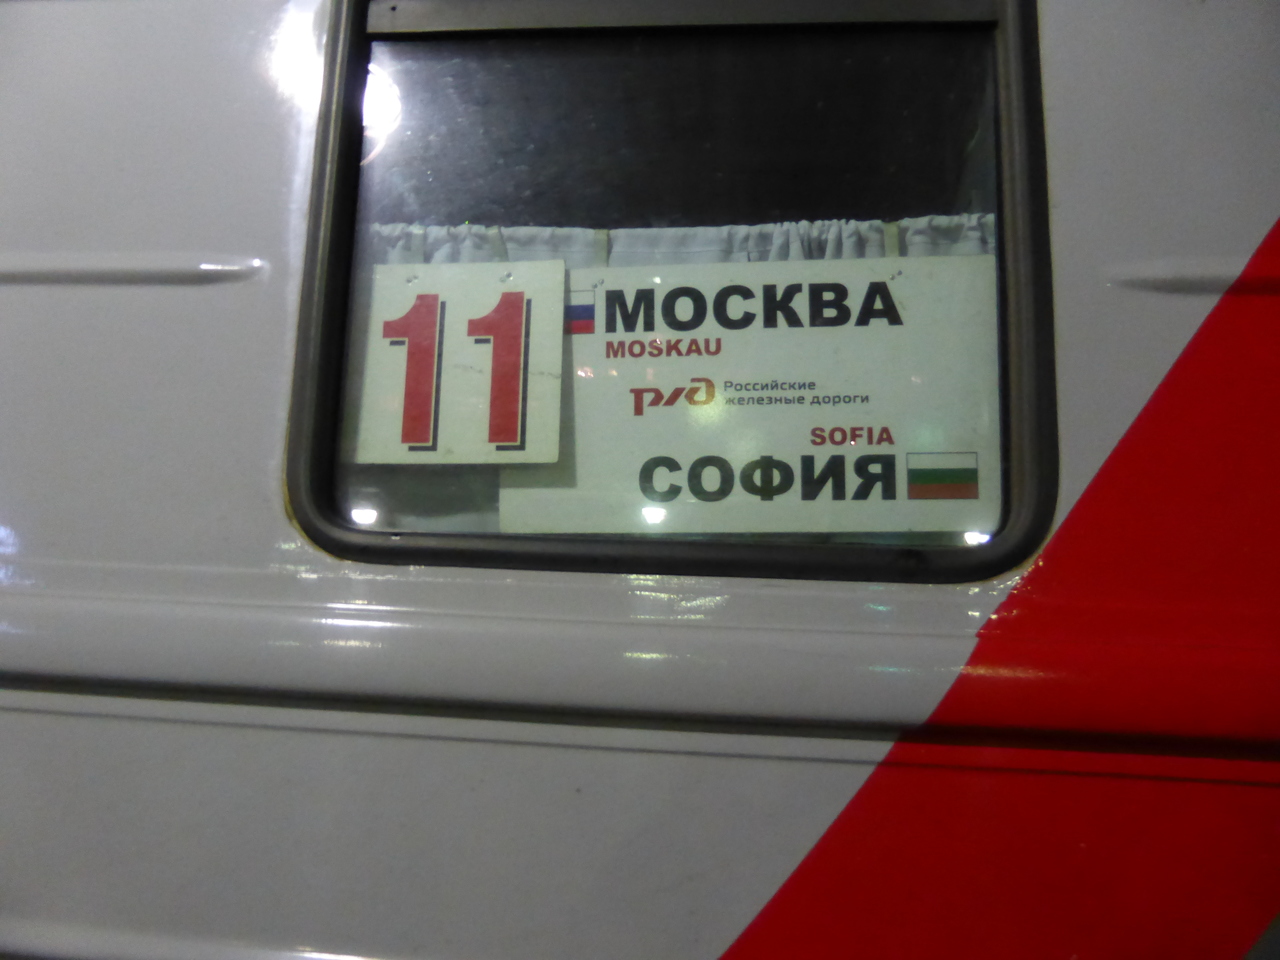 11
МОСКВА
MOSKAU
РЖД Российские
железные дороги
SOFIA
СОФИЯ